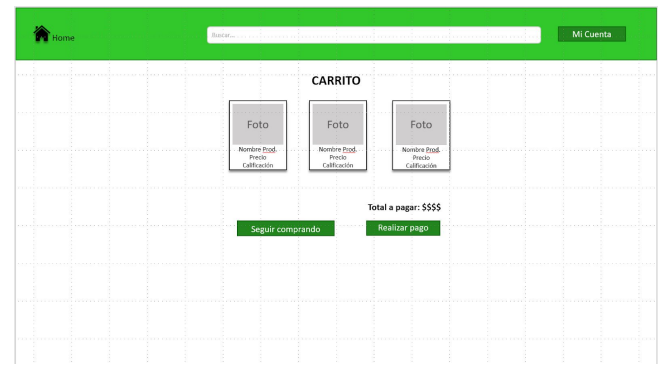 Home
Buscar...
Mi Cuenta
CARRITO
Foto
Nombre Prod.
Precio
Calificación
Foto
Nombre Prod.
Precio
Calificación
Foto
Nombre Prod.
Precio
Calificación
Total a pagar: $$$$
Seguir comprando
Realizar pago